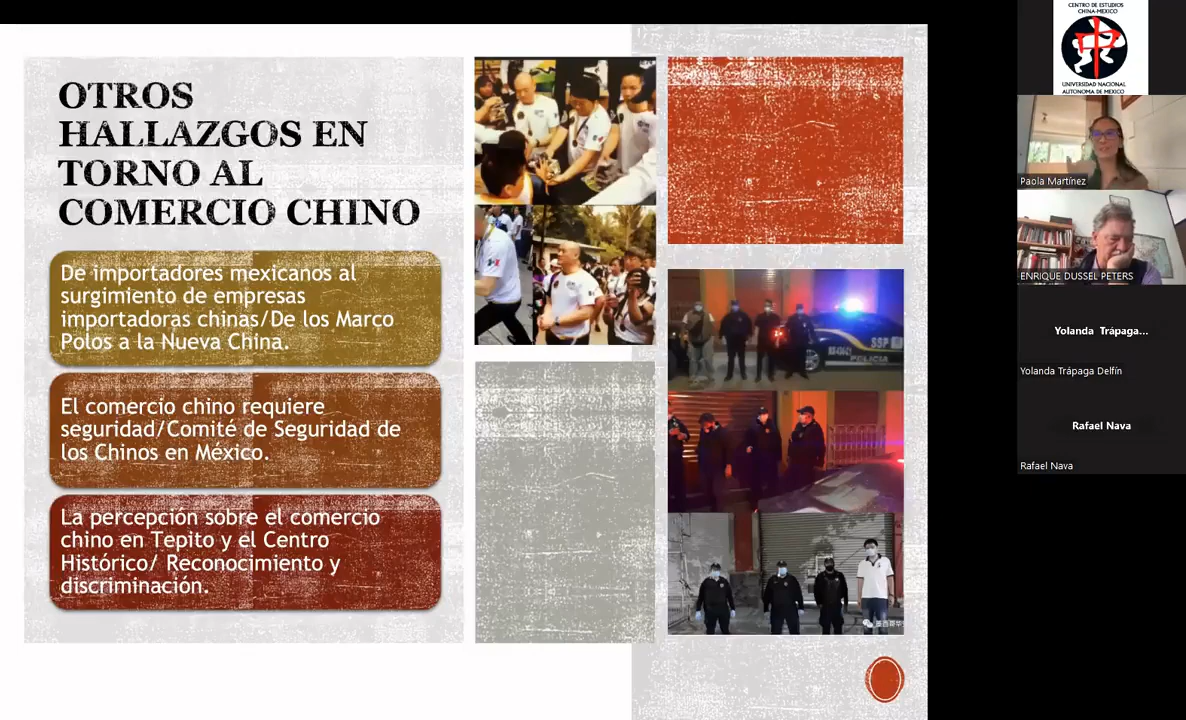 OTROS
HALLAZGOS EN
TORNO AL
COMERCIO CHINO
De importadores mexicanos al
surgimiento de empresas
importadoras chinas/De los Marco
Polos a la Nueva China.
El comercio chino requiere
seguridad/Comité de Seguridad de
los Chinos en México.
La percepción sobre el comercio
chino en Tepito y el Centro
Histórico/ Reconocimiento y
discriminación.
SSP
POLICIA
CENTRO DE ESTUDIOS
CHINA-MEXICO
UNIVERSIDAD NACIONAL
AUTONOMA DE MEXICO
Paola Martínez
ENRIQUE DUSSEL PETERS
Yolanda Trápaga...
Yolanda Trápaga Delfín
Rafael Nava
Rafael Nava